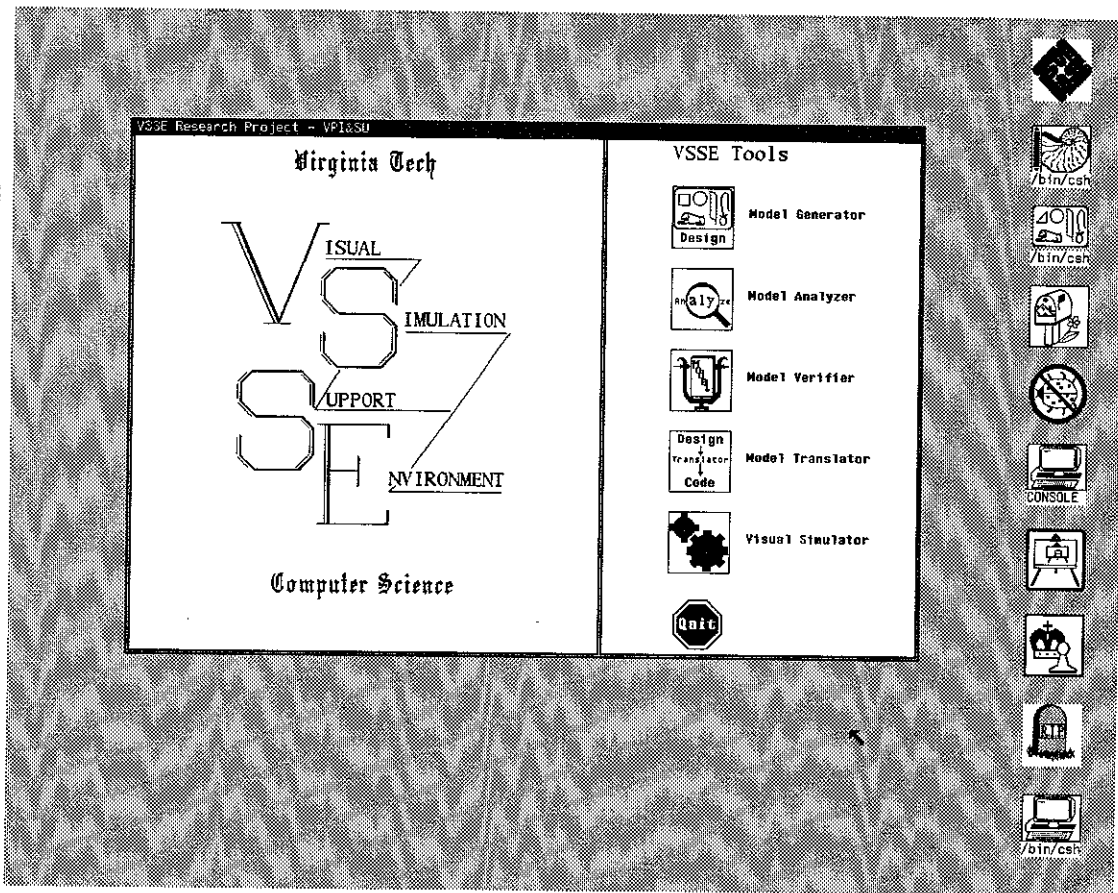 VSSE Research Project - VPI&SU
Virginia Tech
VISUAL
SIMULATION
SUPPORT
ENVIRONMENT
Computer Science
VSSE Tools
Design
Model Generator
Analyze
Model Analyzer
MODEL
Model Verifier
Design
Translator
Code
Model Translator
Visual Simulator
Quit
/bin/csh
/bin/csh
CONSOLE
RIP
/bin/csh